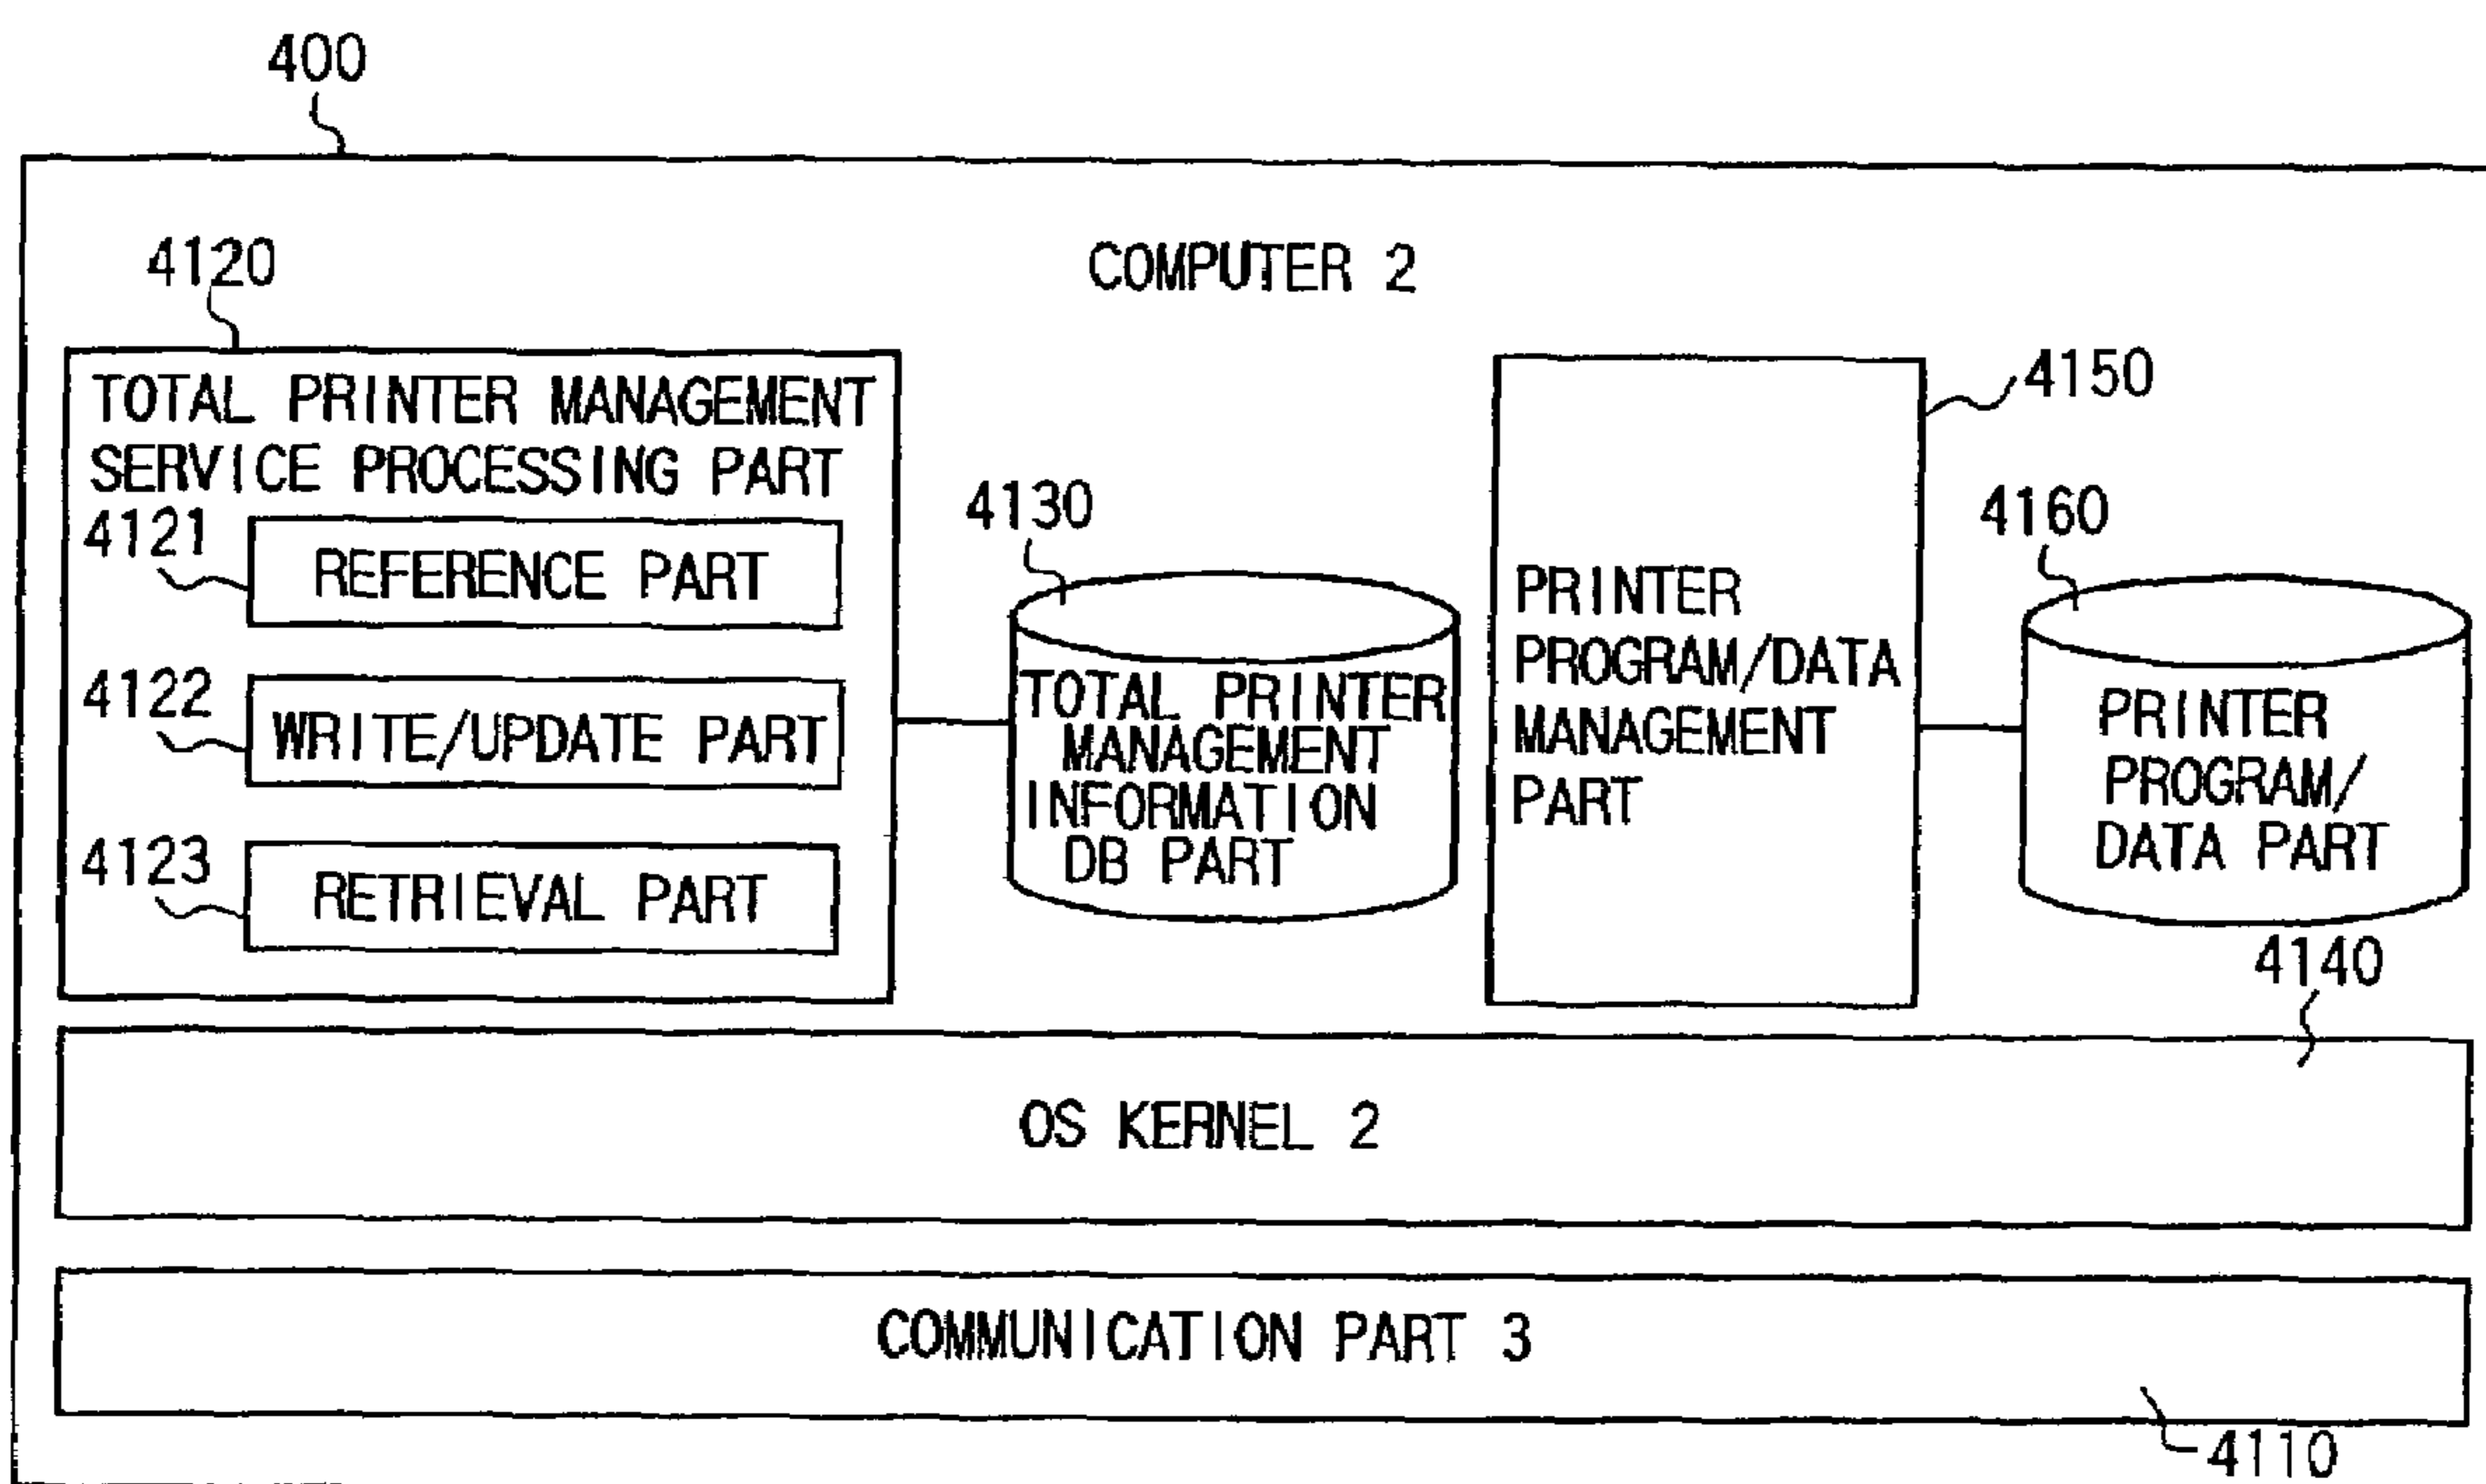 400
COMPUTER 2
4120
TOTAL PRINTER MANAGEMENT
SERVICE PROCESSING PART
4121
REFERENCE PART
4122
WRITE/UPDATE PART
4123
RETRIEVAL PART
4130
TOTAL PRINTER
MANAGEMENT
INFORMATION
DB PART
4150
PRINTER
PROGRAM/DATA
MANAGEMENT
PART
4160
PRINTER
PROGRAM/
DATA PART
4140
OS KERNEL 2
COMMUNICATION PART 3
4110